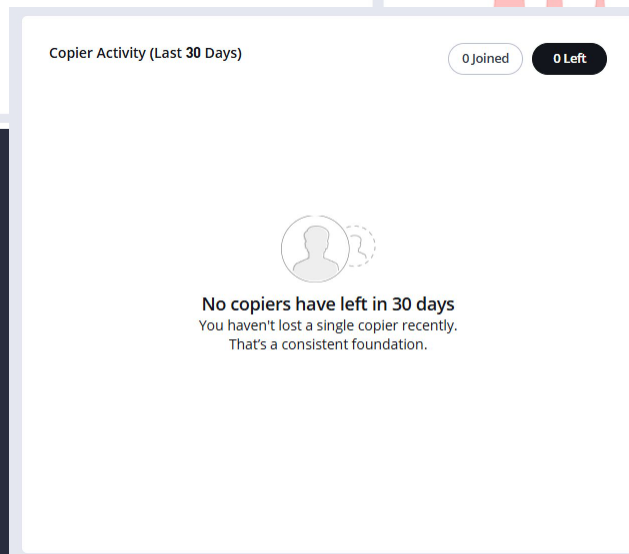 Copier Activity (Last 30 Days)
0 Joined
0 Left
No copiers have left in 30 days
You haven't lost a single copier recently.
That's a consistent foundation.